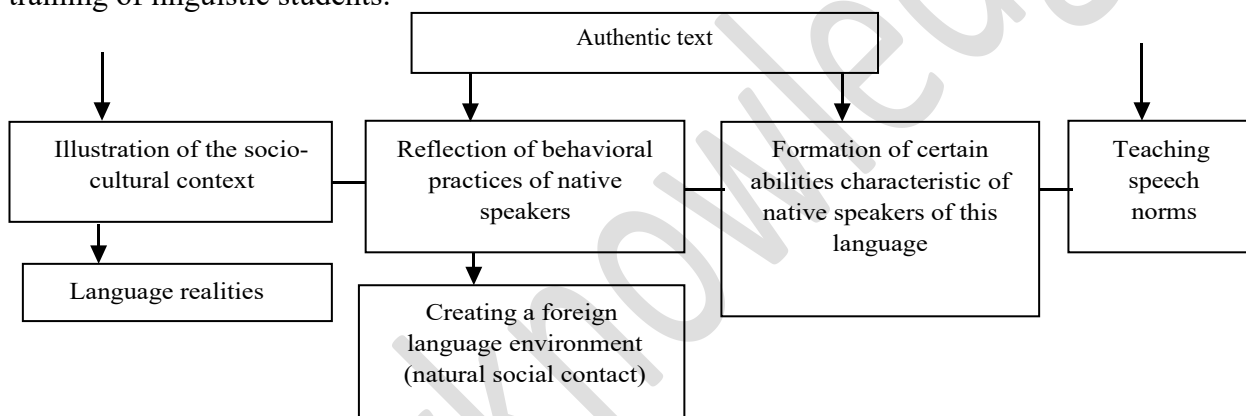 training of linguistic students.
Authentic text
Illustration of the socio-
cultural context
Reflection of behavioral
practices of native
speakers
Formation of certain
abilities characteristic of
native speakers of this
language
Teaching
speech
norms
Language realities
Creating a foreign
language environment
(natural social contact)